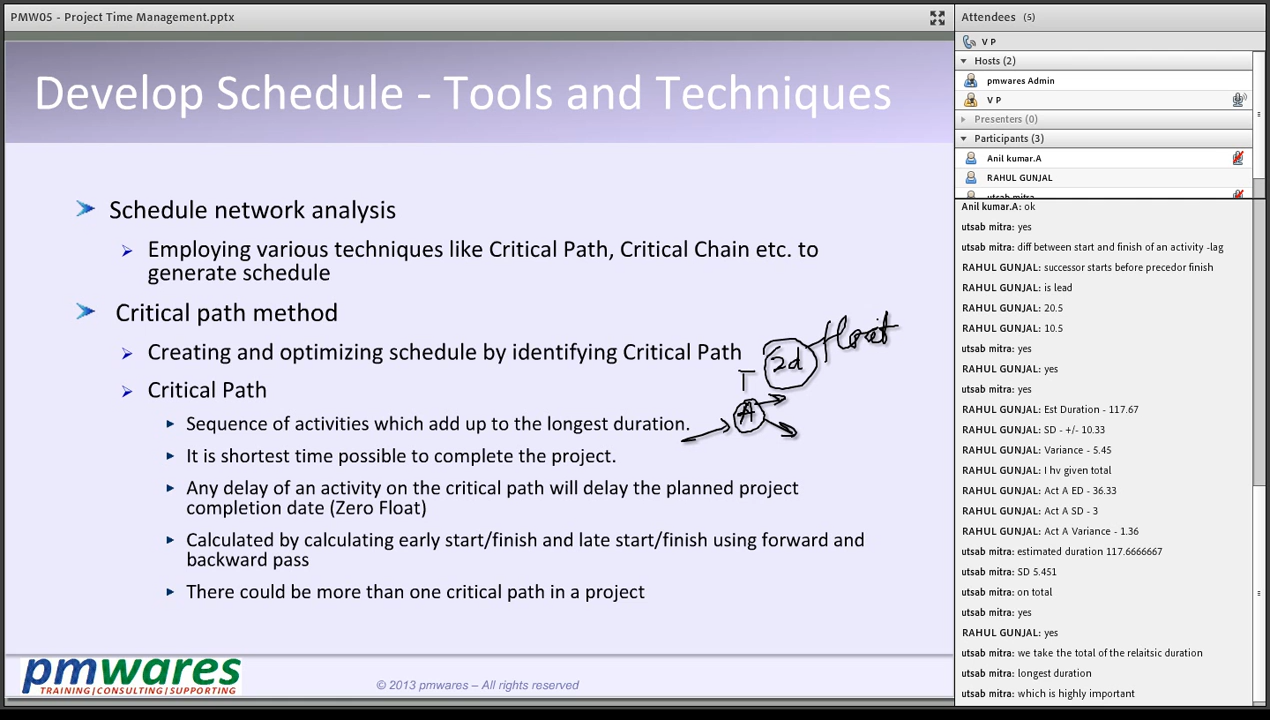 PMW05 - Project Time Management.pptx
Develop Schedule - Tools and Techniques
Schedule network analysis
Employing various techniques like Critical Path, Critical Chain etc. to
generate schedule
Critical path method
Creating and optimizing schedule by identifying Critical Path
Critical Path
Sequence of activities which add up to the longest duration.
It is shortest time possible to complete the project.
Any delay of an activity on the critical path will delay the planned project
completion date (Zero Float)
Calculated by calculating early start/finish and late start/finish using forward and
backward pass
There could be more than one critical path in a project
2d
float
A
pmwares
TRAINING|CONSULTING|SUPPORTING
© 2013 pmwares – All rights reserved
Attendees (5)
V P
Hosts (2)
pmwares Admin
V P
Presenters (0)
Participants (3)
Anil kumar.A
RAHUL GUNJAL
utsab mitra
Anil kumar.A: ok
utsab mitra: yes
utsab mitra: diff between start and finish of an activity -lag
RAHUL GUNJAL: successor starts before precedor finish
RAHUL GUNJAL: is lead
RAHUL GUNJAL: 20.5
RAHUL GUNJAL: 10.5
utsab mitra: yes
RAHUL GUNJAL: yes
utsab mitra: yes
RAHUL GUNJAL: Est Duration - 117.67
RAHUL GUNJAL: SD - +/- 10.33
RAHUL GUNJAL: Variance - 5.45
RAHUL GUNJAL: I hv given total
RAHUL GUNJAL: Act A ED - 36.33
RAHUL GUNJAL: Act A SD - 3
RAHUL GUNJAL: Act A Variance - 1.36
utsab mitra: estimated duration 117.6666667
utsab mitra: SD 5.451
utsab mitra: on total
utsab mitra: yes
RAHUL GUNJAL: yes
utsab mitra: we take the total of the relaitsic duration
utsab mitra: longest duration
utsab mitra: which is highly important